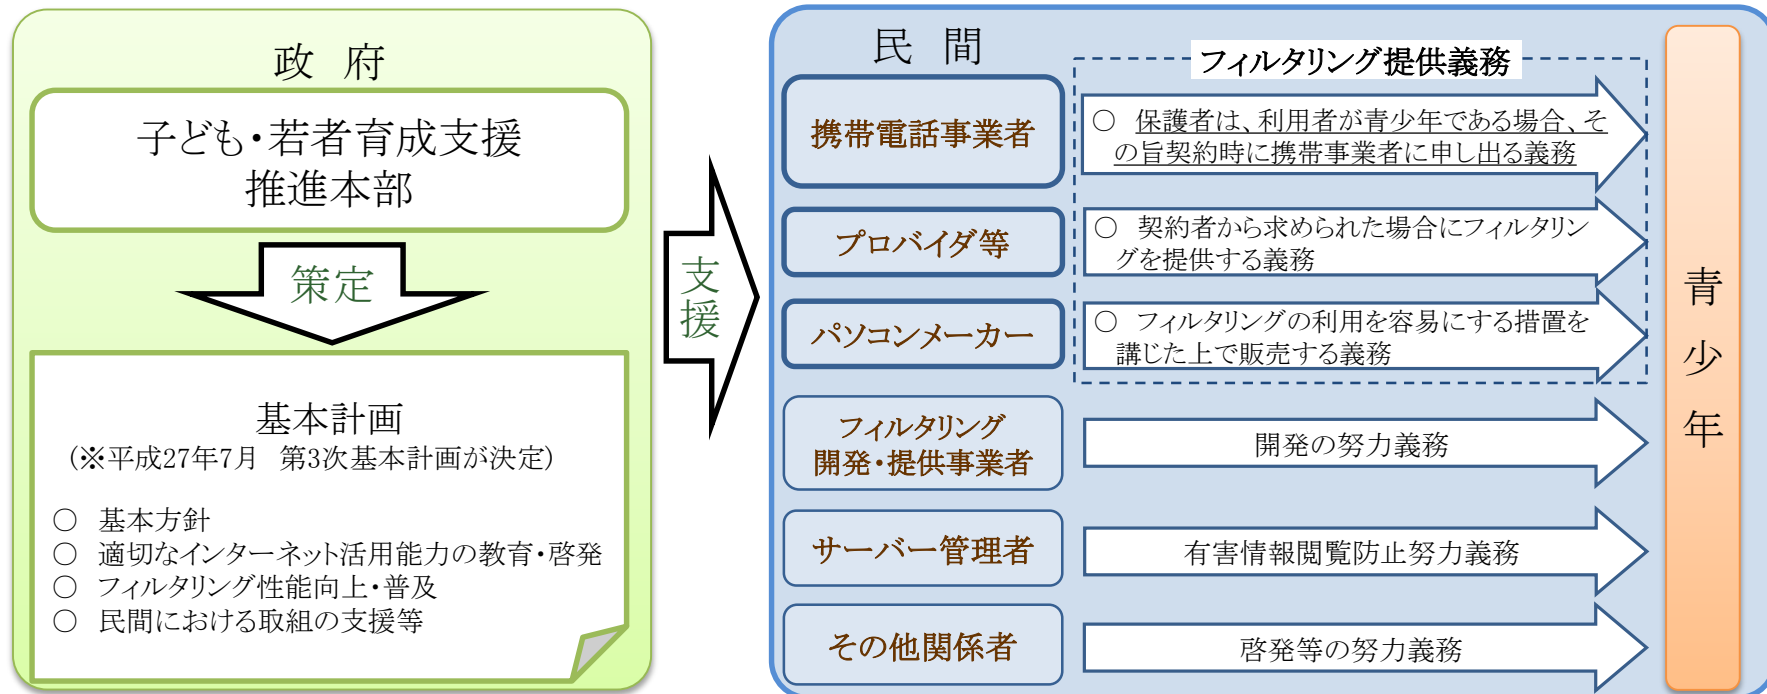 政 府
子ども・若者育成支援
推進本部
策定
基本計画
(※平成27年7月 第3次基本計画が決定)
○ 基本方針
○ 適切なインターネット活用能力の教育・啓発
○ フィルタリング性能向上・普及
○ 民間における取組の支援等
支援
民 間
フィルタリング提供義務
携帯電話事業者
○ 保護者は、利用者が青少年である場合、そ
の旨契約時に携帯事業者に申し出る義務
プロバイダ等
○ 契約者から求められた場合にフィルタリン
グを提供する義務
パソコンメーカー
○ フィルタリングの利用を容易にする措置を
講じた上で販売する義務
フィルタリング
開発・提供事業者
開発の努力義務
サーバー管理者
有害情報閲覧防止努力義務
その他関係者
啓発等の努力義務
青少年